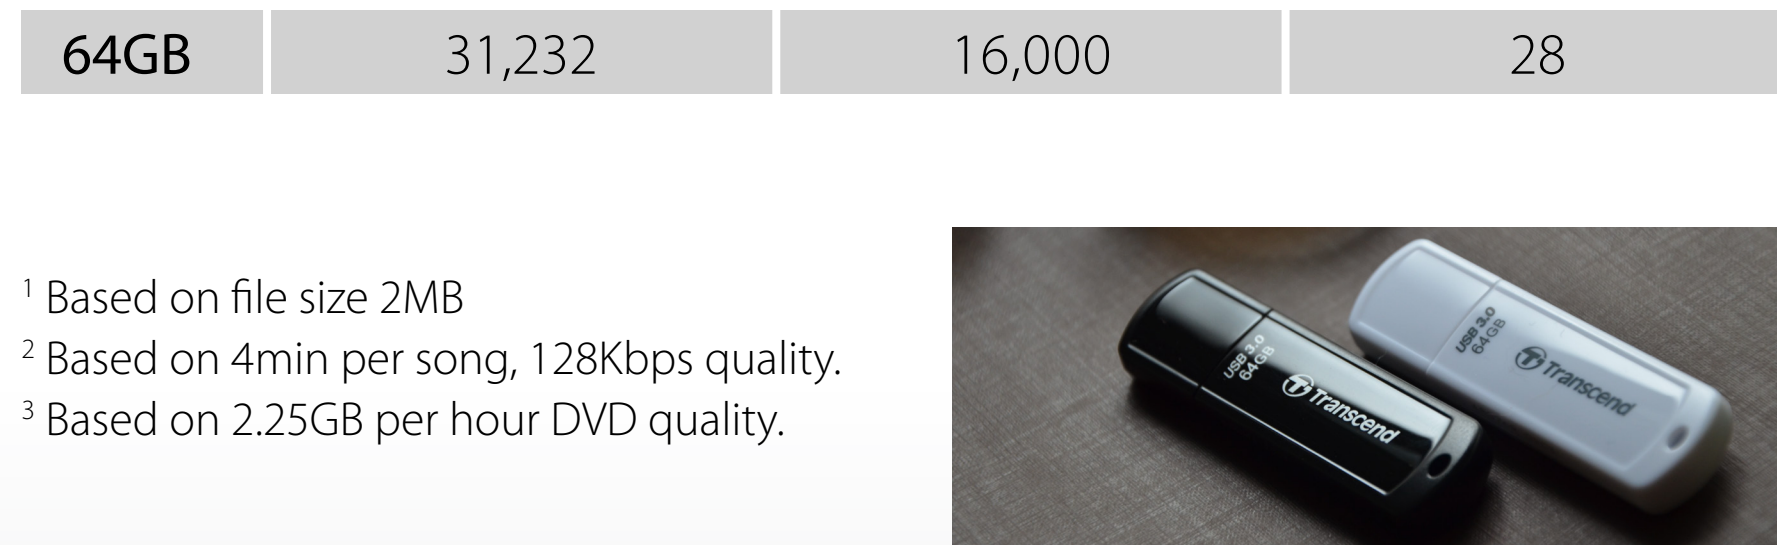 64GB 31,232 16,000 28
1 Based on file size 2MB
2 Based on 4min per song, 128Kbps quality.
3 Based on 2.25GB per hour DVD quality.
USB 3.0
64GB
Transcend
USB 3.0
64GB
Transcend